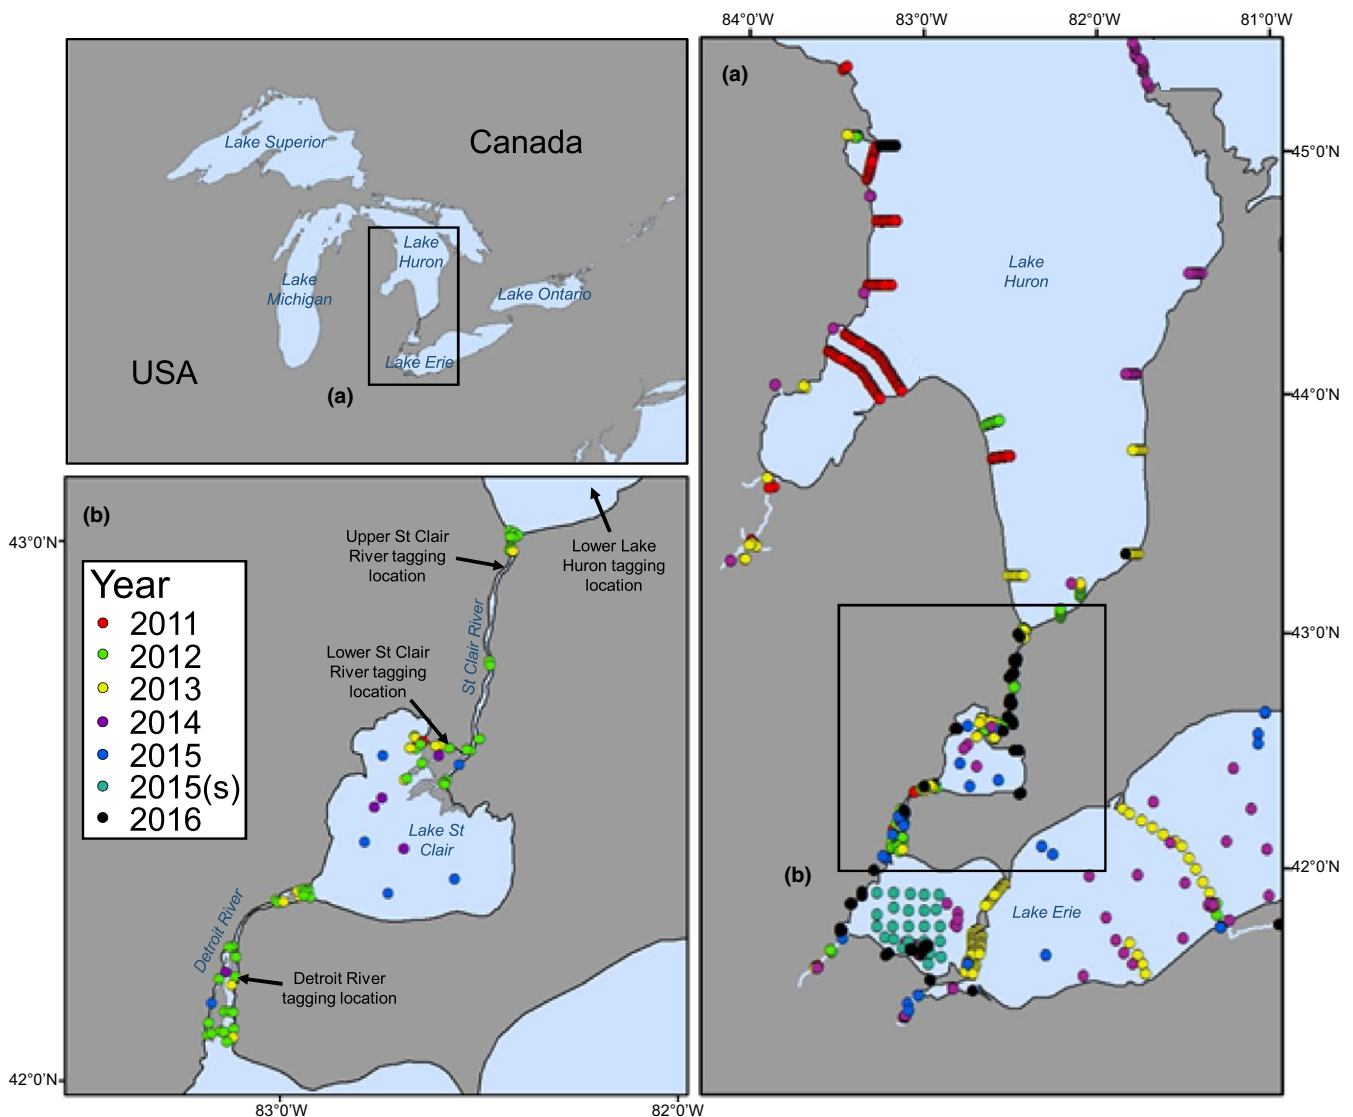 Lake Superior
Canada
Lake
Huron
Lake
Michigan
Lake Ontario
USA
Lake Erie
(a)
84°0'W
83°0'W
82°0'W
81°0'W
(a)
45°0'N
Lake
Huron
44°0'N
43°0'N
42°0'N
(b)
Lake Erie
(b)
43°0'N
Upper St Clair
River tagging
location
Lower Lake
Huron tagging
location
Year
2011
2012
2013
2014
2015
2015(s)
2016
St Clair River
Lower St Clair
River tagging
location
Lake St
Clair
Detroit River
Detroit River
tagging location
42°0'N
83°0'W
82°0'W